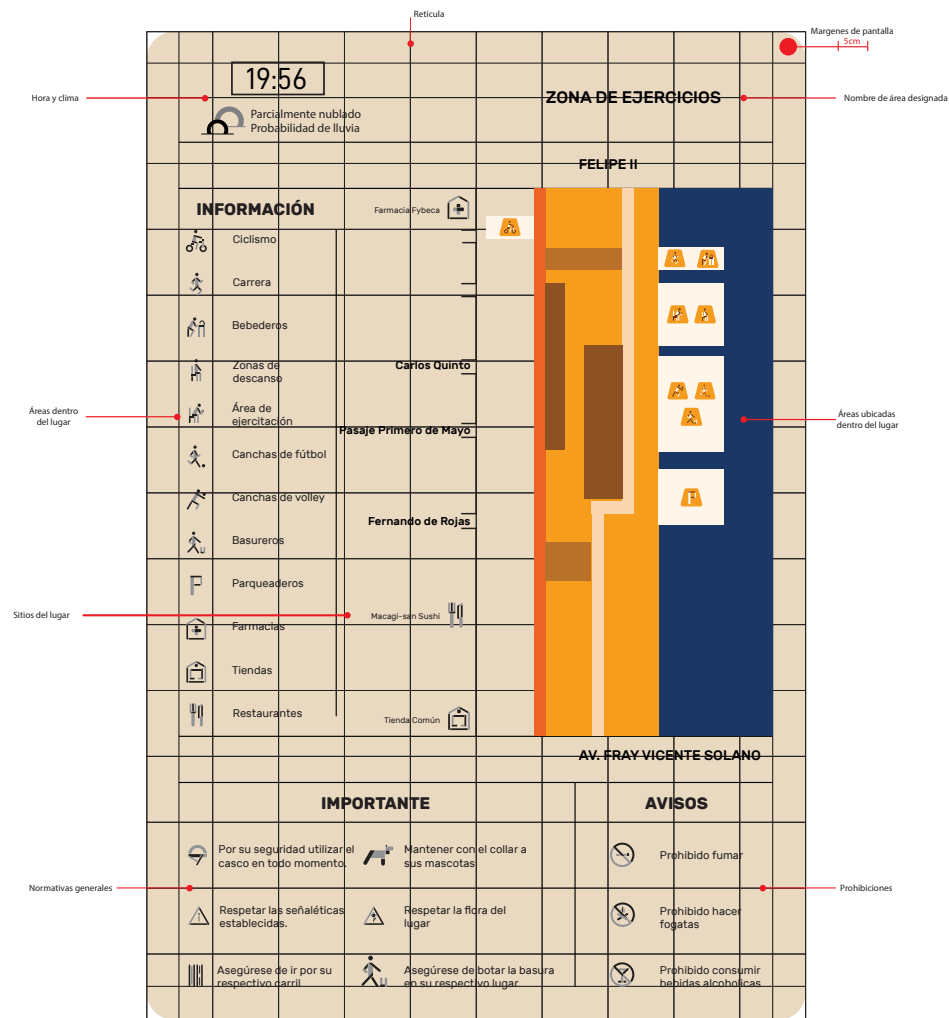 Retícula
Margenes de pantalla
5cm
19:56
Hora y clima
ZONA DE EJERCICIOS
Nombre de área designada
Parcialmente nublado
Probabilidad de lluvia
FELIPE II
INFORMACIÓN
Farmacia Fybeca
Ciclismo
Carrera
Bebederos
Zonas de
descanso
Carlos Quinto
Áreas dentro
del lugar
Área de
ejercitación
Áreas ubicadas
dentro del lugar
Pasaje Primero de Mayo
Canchas de fútbol
Canchas de volley
Fernando de Rojas
Basureros
Parqueaderos
Sitios del lugar
Macagi-san Sushi
Farmacias
Tiendas
Restaurantes
Tienda Común
AV. FRAY VICENTE SOLANO
IMPORTANTE
AVISOS
Por su seguridad utilizar el
casco en todo momento.
Mantener con el collar a
sus mascotas
Prohibido fumar
Normativas generales
Prohibiciones
Respetar las señaléticas
establecidas.
Respetar la flora del
lugar
Prohibido hacer
fogatas
Asegúrese de ir por su
respectivo carril
Asegúrese de botar la basura
en su respectivo lugar
Prohibido consumir
bebidas alcoholicas